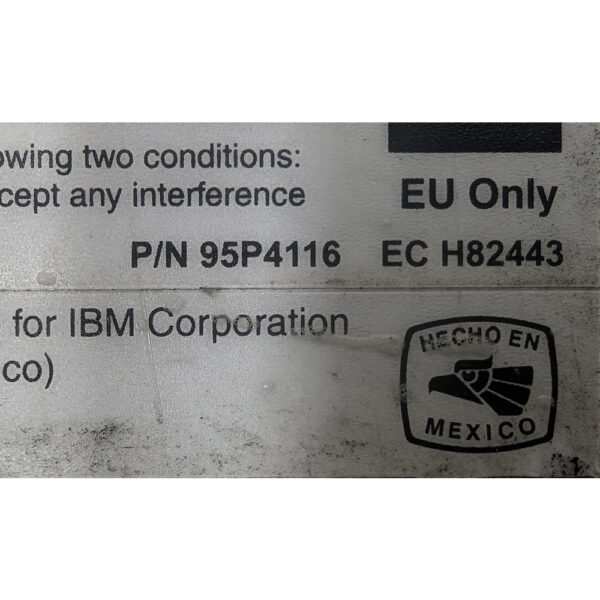 owing two conditions:
cept any interference
EU Only
P/N 95P4116 EC H82443
for IBM Corporation
co)
HECHO EN
MEXICO